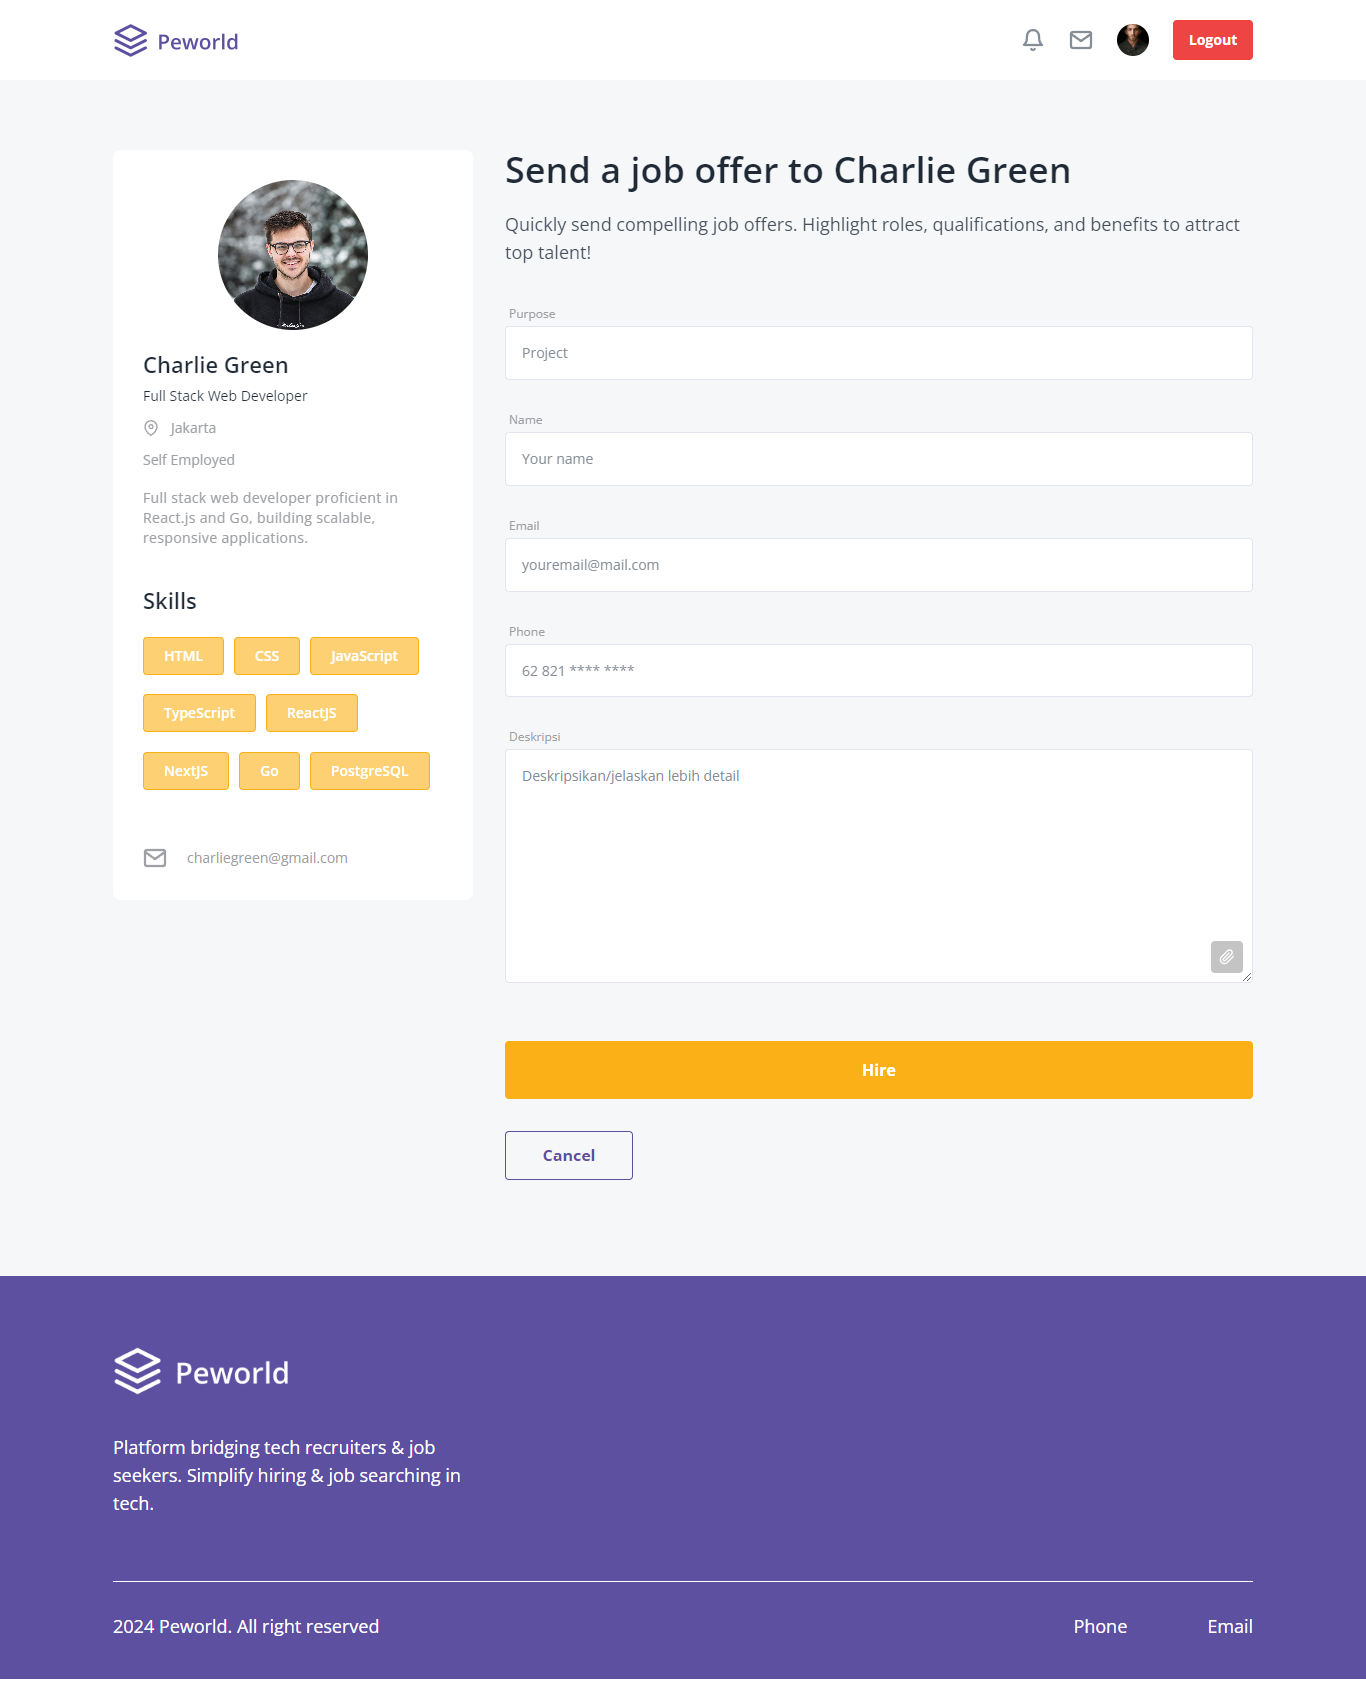 Peworld
Logout
Charlie Green
Full Stack Web Developer
Jakarta
Self Employed
Full stack web developer proficient in
React.js and Go, building scalable,
responsive applications.
Skills
HTML CSS JavaScript
TypeScript ReactJS
NextJS Go PostgreSQL
charliegreen@gmail.com
Send a job offer to Charlie Green
Quickly send compelling job offers. Highlight roles, qualifications, and benefits to attract
top talent!
Purpose
Project
Name
Your name
Email
youremail@mail.com
Phone
62 821 **** ****
Deskripsi
Deskripsikan/jelaskan lebih detail
Hire
Cancel
Peworld
Platform bridging tech recruiters & job
seekers. Simplify hiring & job searching in
tech.
2024 Peworld. All right reserved
Phone Email